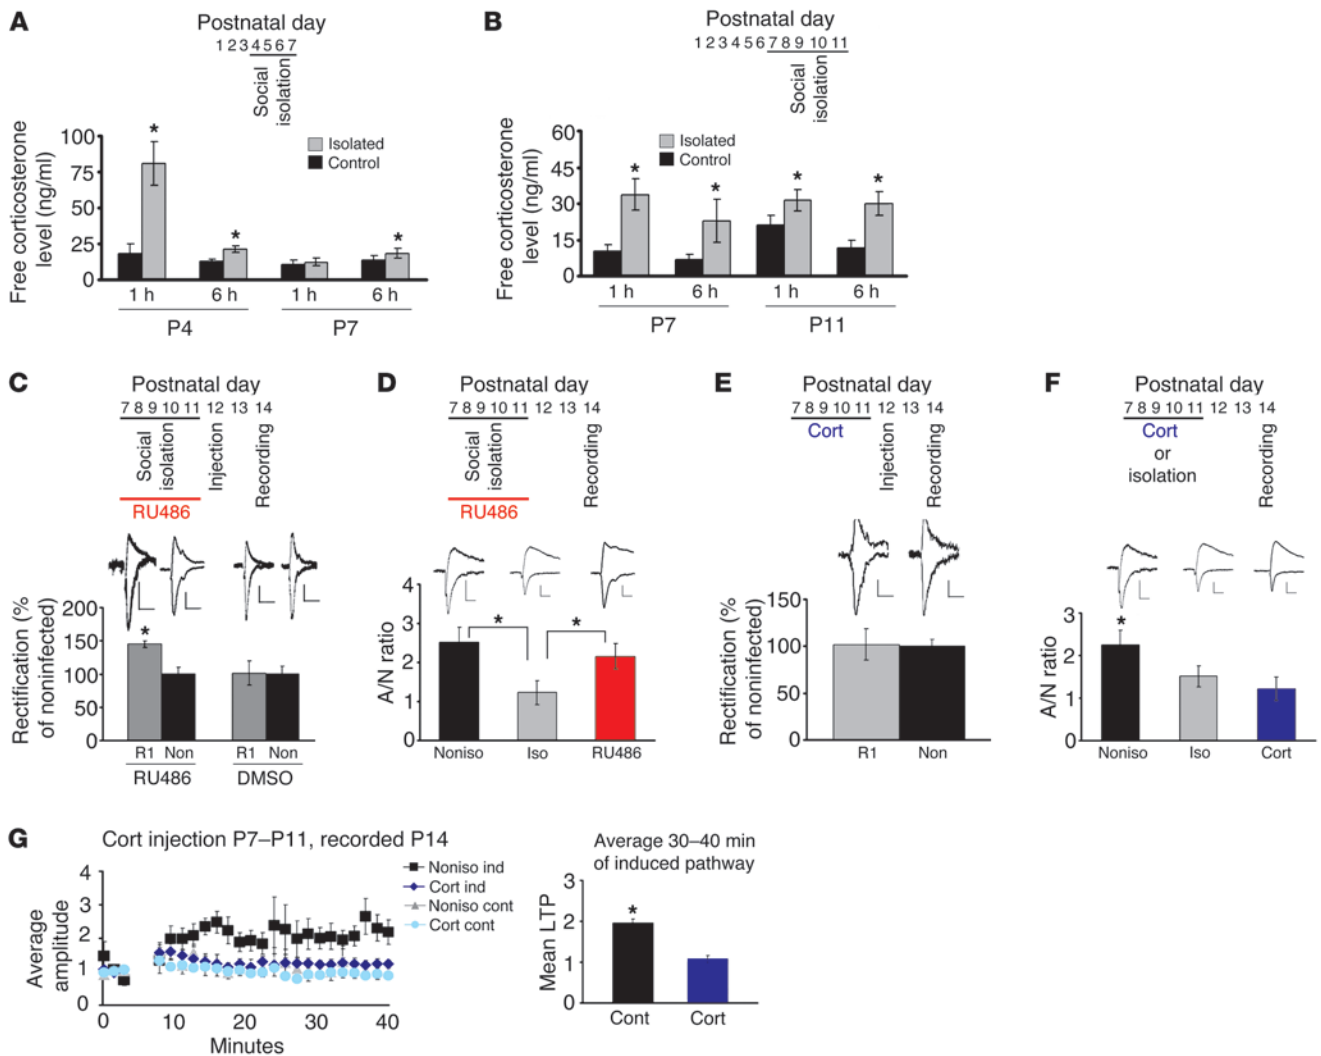 A
Postnatal day
1 2 3 4 5 6 7
Social
isolation
Free corticosterone
level (ng/ml)
100
75
50
25
0
Isolated
Control
*
*
*
1 h
6 h
1 h
6 h
P4
P7
B
Postnatal day
1 2 3 4 5 6 7 8 9 10 11
Social
isolation
Free corticosterone
level (ng/ml)
60
45
30
15
0
Isolated
Control
*
*
*
*
1 h
6 h
1 h
6 h
P7
P11
C
Postnatal day
7 8 9 10 11 12 13 14
Social
isolation
Injection
Recording
RU486
Rectification (%
of noninfected)
200
150
100
50
0
*
R1 Non R1 Non
RU486 DMSO
D
Postnatal day
7 8 9 10 11 12 13 14
Social
isolation
Recording
RU486
A/N ratio
4
3
2
1
0
*
*
Noniso Iso RU486
E
Postnatal day
7 8 9 10 11 12 13 14
Cort
Injection
Recording
Rectification (%
of noninfected)
150
100
50
0
R1 Non
F
Postnatal day
7 8 9 10 11 12 13 14
Cort
or
isolation
Recording
A/N ratio
3
2
1
0
*
Noniso Iso Cort
G
Cort injection P7–P11, recorded P14
Average
amplitude
4
3
2
1
0
Noniso ind
Cort ind
Noniso cont
Cort cont
0 10 20 30 40
Minutes
Average 30–40 min
of induced pathway
Mean LTP
3
2
1
0
*
Cont Cort